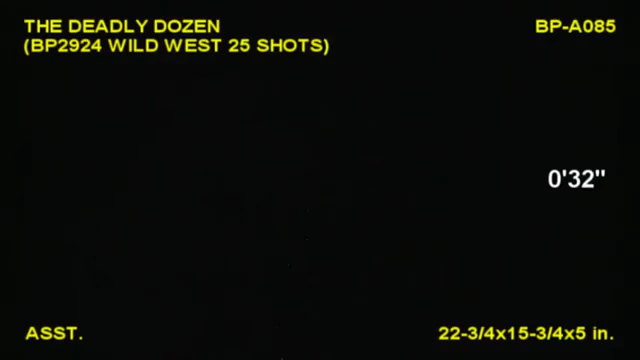 THE DEADLY DOZEN
(BP2924 WILD WEST 25 SHOTS)
BP-A085
0'32"
ASST.
22-3/4x15-3/4x5 in.